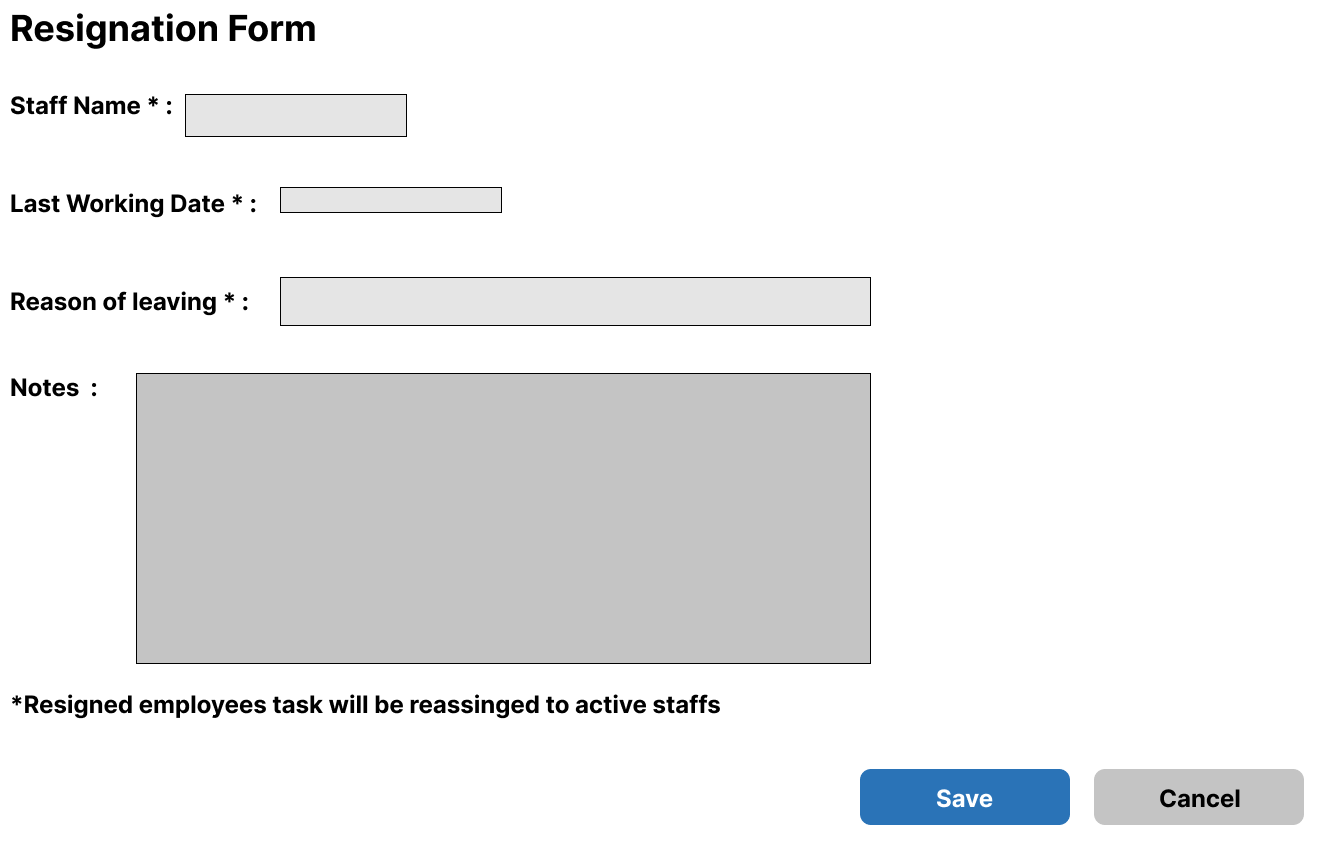 Resignation Form
Staff Name * :
Last Working Date * :
Reason of leaving * :
Notes :
*Resigned employees task will be reassinged to active staffs
Save Cancel